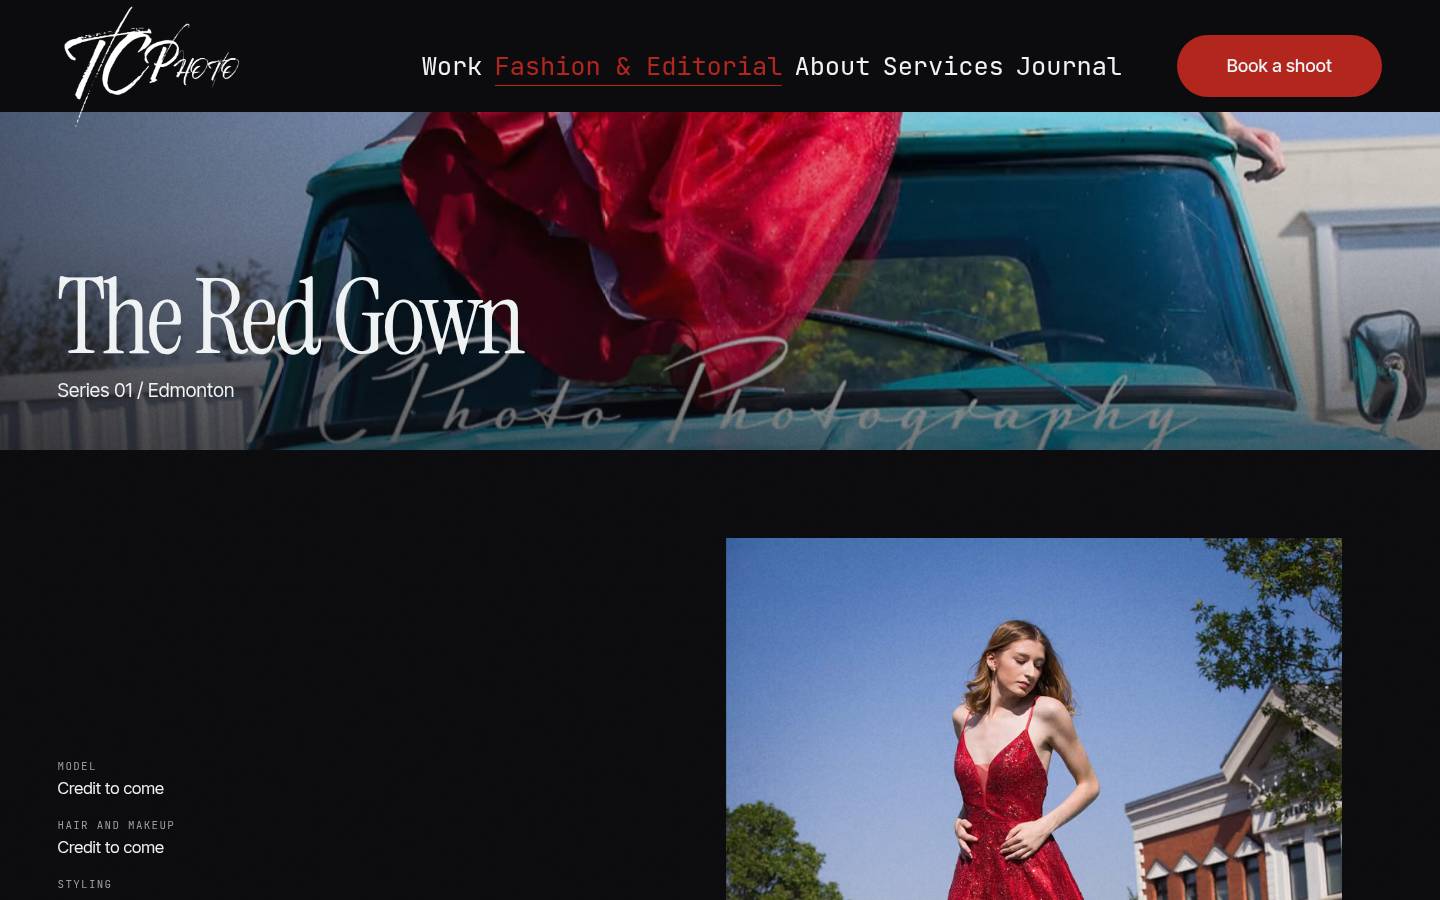 TCPHOTO
Work Fashion & Editorial About Services Journal
Book a shoot
The Red Gown
Series 01 / Edmonton
TCPhoto Photography
MODEL
Credit to come
HAIR AND MAKEUP
Credit to come
STYLING